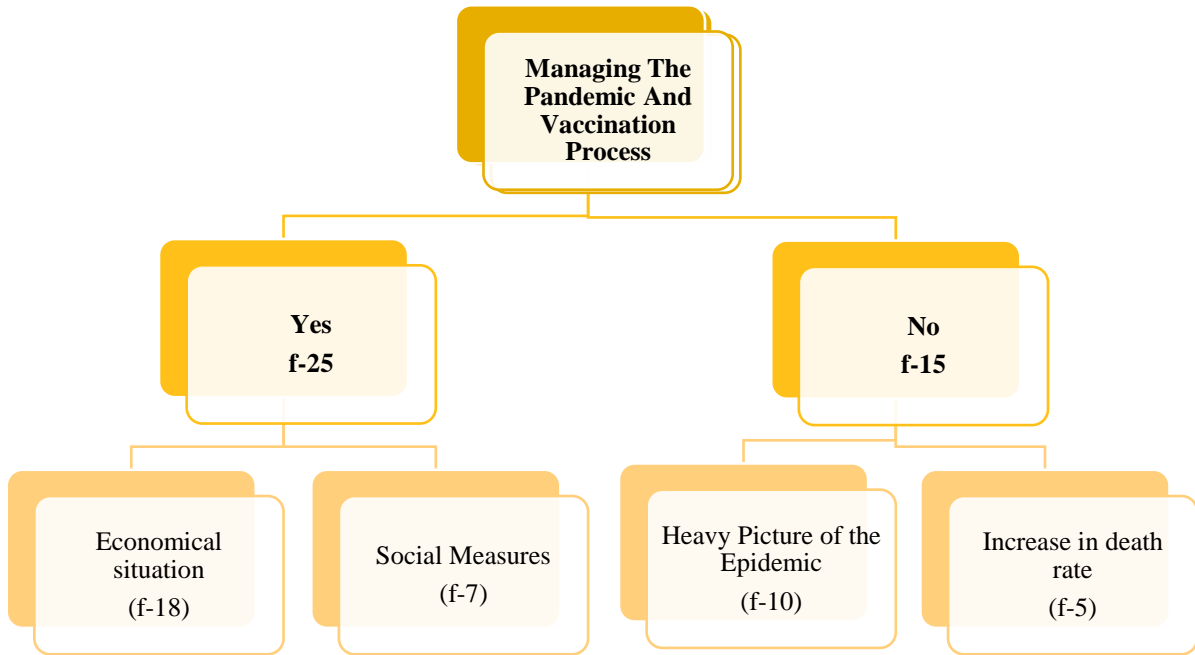 Managing The
Pandemic And
Vaccination
Process
Yes
f-25
No
f-15
Economical
situation
(f-18)
Social Measures
(f-7)
Heavy Picture of the
Epidemic
(f-10)
Increase in death
rate
(f-5)